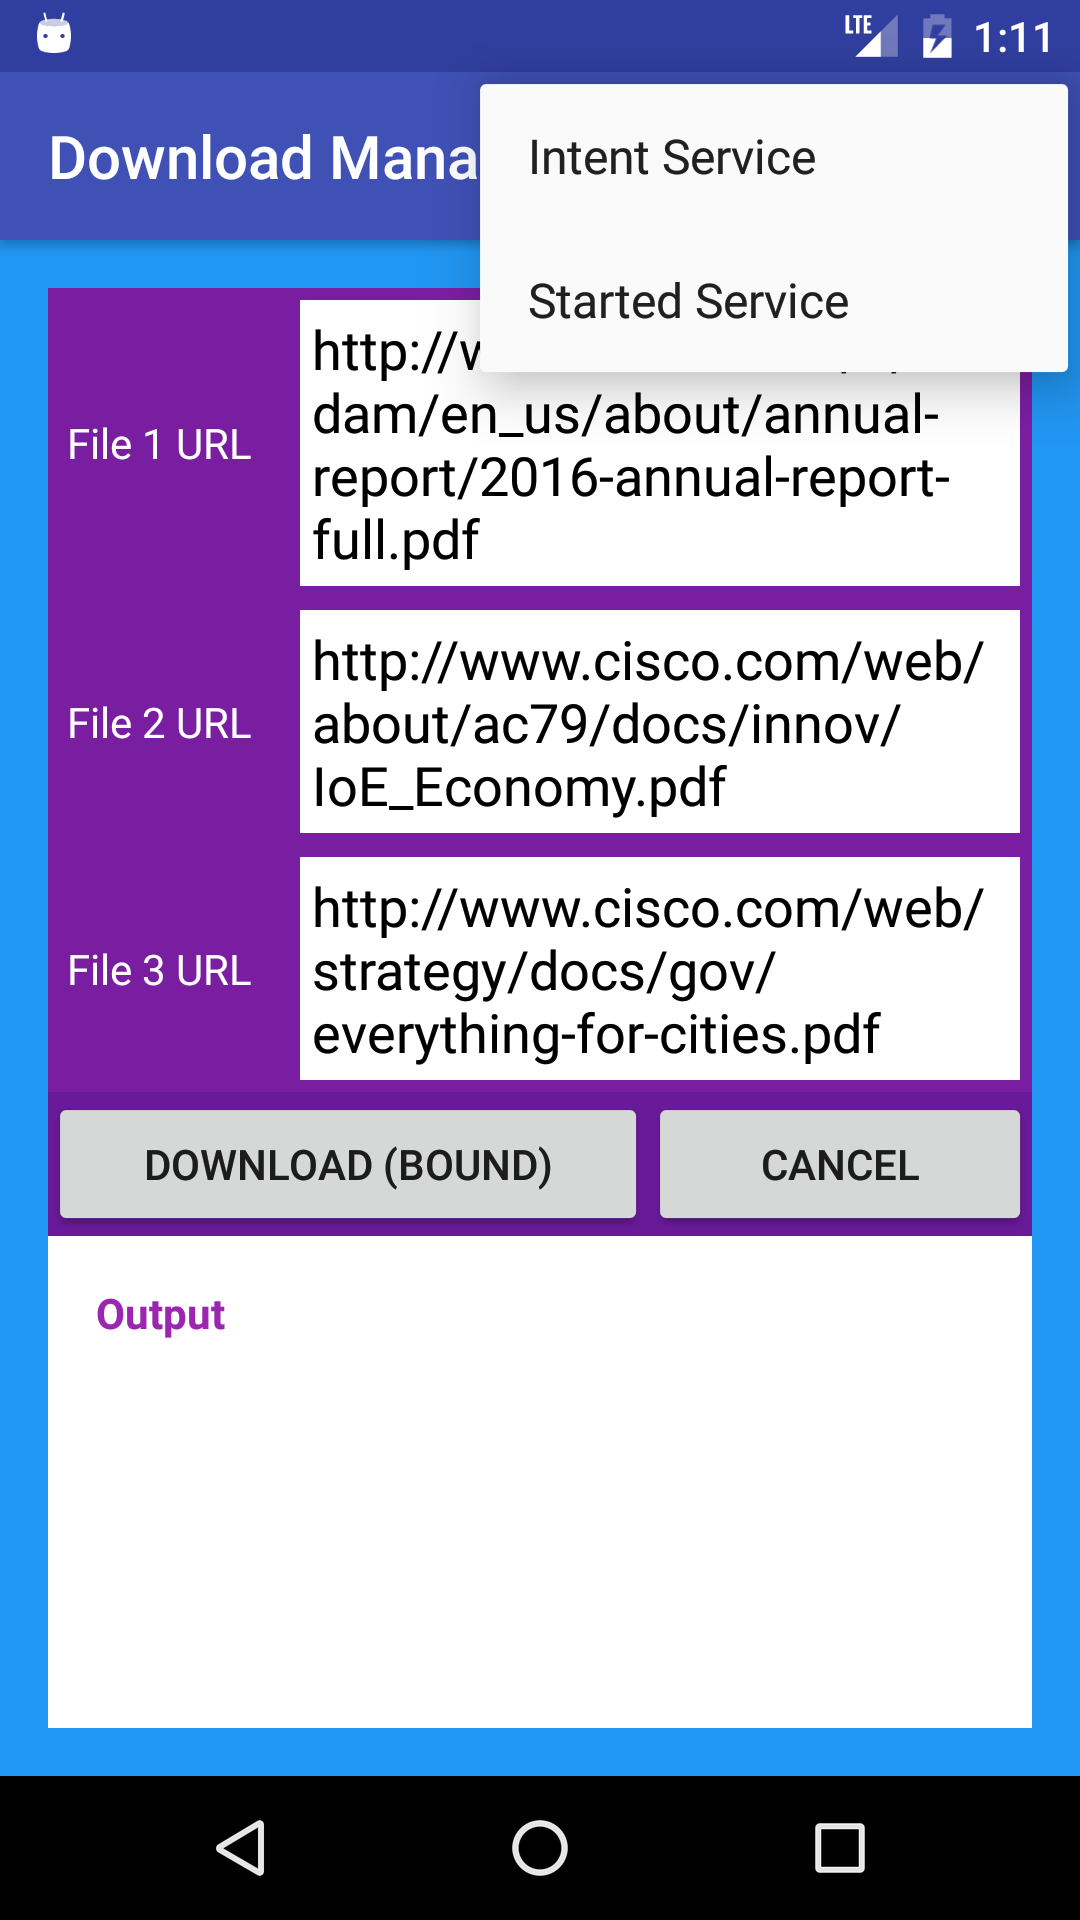 LTE 1:11
Download Mana
Intent Service
Started Service
File 1 URL
http://w
dam/en_us/about/annual-
report/2016-annual-report-
full.pdf
File 2 URL
http://www.cisco.com/web/
about/ac79/docs/innov/
IoE_Economy.pdf
File 3 URL
http://www.cisco.com/web/
strategy/docs/gov/
everything-for-cities.pdf
DOWNLOAD (BOUND) CANCEL
Output